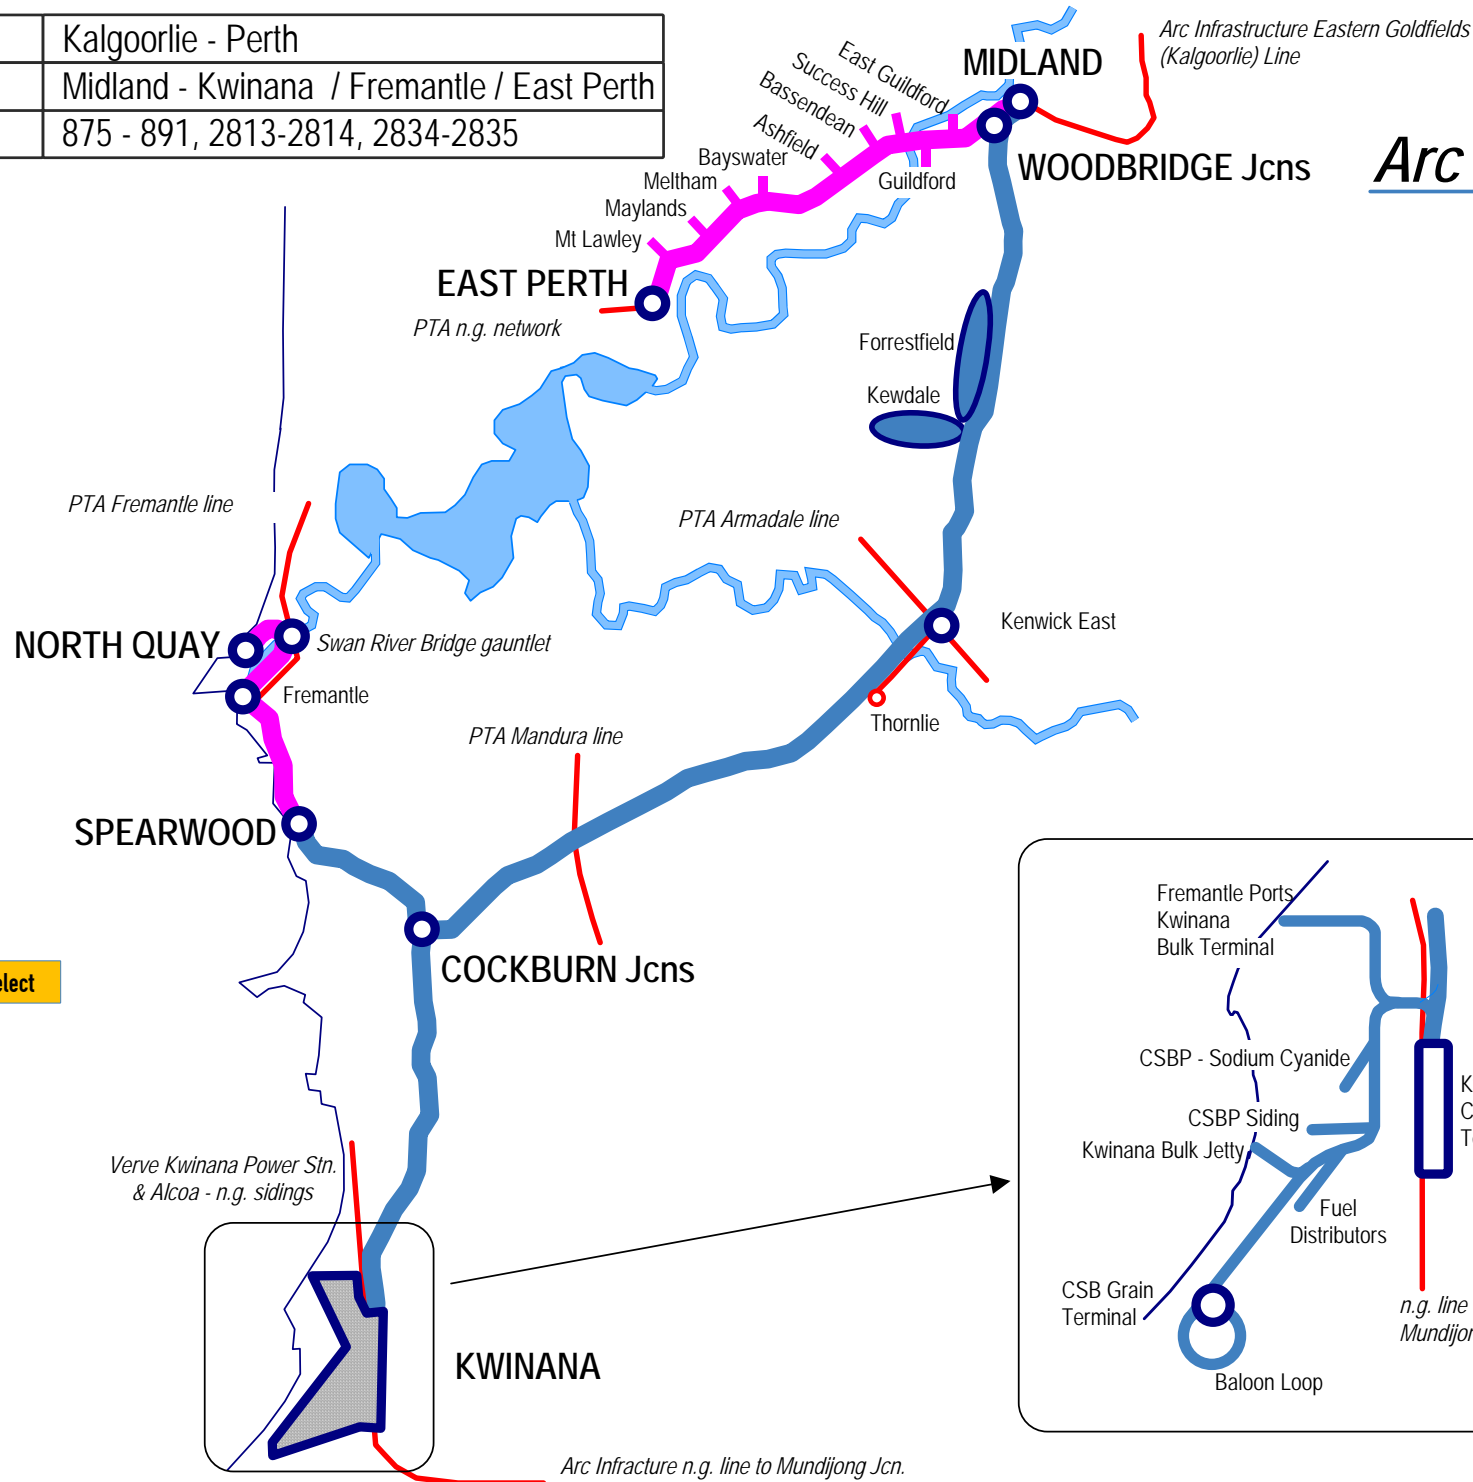 Kalgoorlie - Perth
Midland - Kwinana / Fremantle / East Perth
875 - 891, 2813-2814, 2834-2835
Arc Infrastructure Eastern Goldfields
(Kalgoorlie) Line
MIDLAND
East Guildford
Success Hill
Bassendean
Ashfield
Bayswater
Meltham
Maylands
Mt Lawley
Guildford
WOODBRIDGE Jcns
Arc
EAST PERTH
PTA n.g. network
Forrestfield
Kewdale
PTA Fremantle line
PTA Armadale line
NORTH QUAY
Swan River Bridge gauntlet
Kenwick East
Fremantle
Thornlie
PTA Mandura line
SPEARWOOD
COCKBURN Jcns
elect
Fremantle Ports
Kwinana
Bulk Terminal
CSBP - Sodium Cyanide
CSBP Siding
Kwinana Bulk Jetty
K
C
T
Fuel
Distributors
CSB Grain
Terminal
n.g. line
Mundijon
Baloon Loop
Verve Kwinana Power Stn.
& Alcoa - n.g. sidings
KWINANA
Arc Infracture n.g. line to Mundijong Jcn.